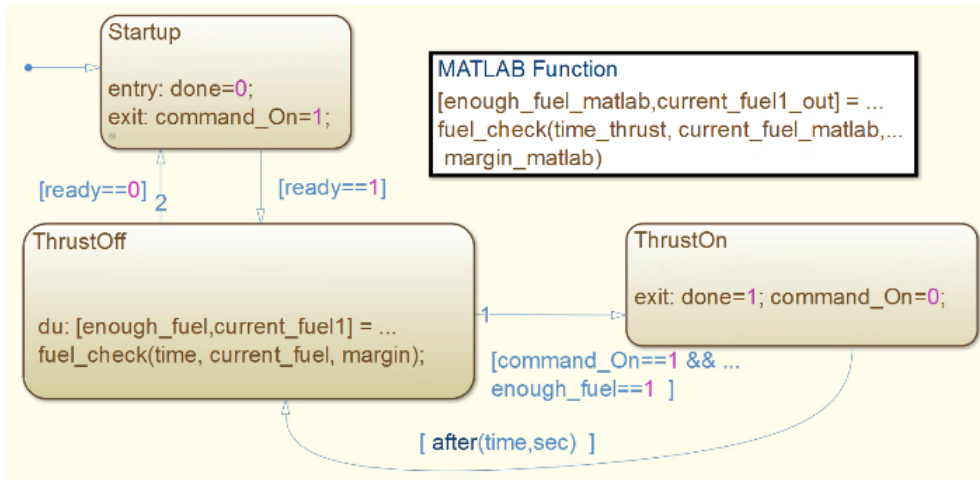 Startup
entry: done=0;
exit: command_On=1;
MATLAB Function
[enough_fuel_matlab,current_fuel1_out] = ...
fuel_check(time_thrust, current_fuel_matlab,...
margin_matlab)
[ready==0]
2
[ready==1]
ThrustOff
du: [enough_fuel,current_fuel1] = ...
fuel_check(time, current_fuel, margin);
1
[command_On==1 && ...
enough_fuel==1 ]
ThrustOn
exit: done=1; command_On=0;
[ after(time,sec) ]